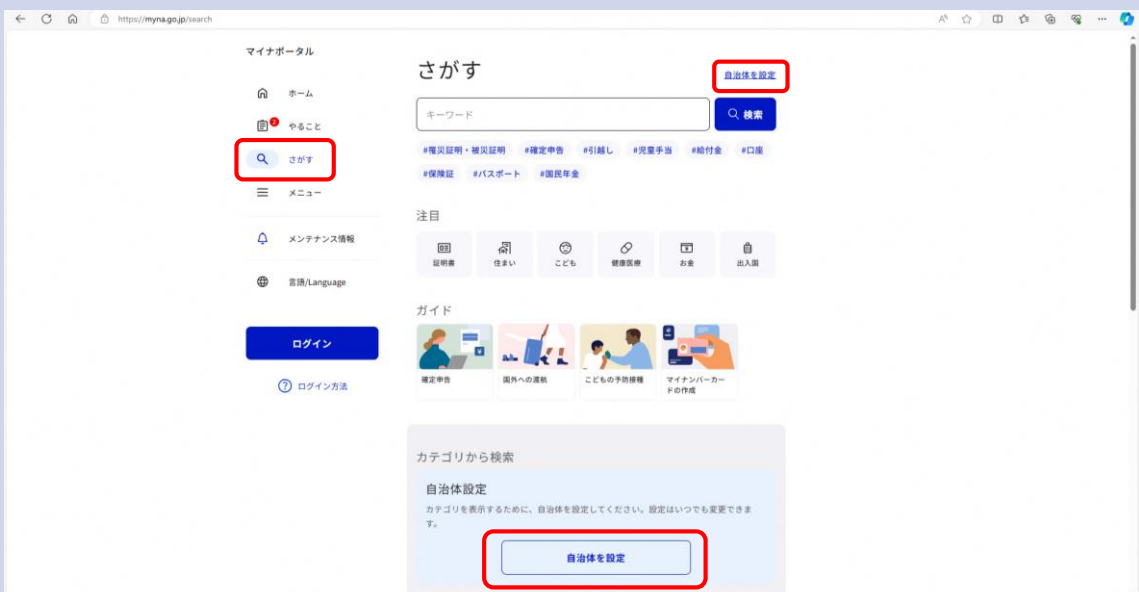 https://myna.go.jp/search
マイナポータル
ホーム
2
やること
さがす
メニュー
メンテナンス情報
言語/Language
ログイン
ログイン方法
さがす
自治体を設定
キーワード
検索
#罹災証明・被災証明 #確定申告 #引越し #児童手当 #給付金 #口座
#保険証 #パスポート #国民年金
注目
証明書 住まい こども 健康医療 お金 出入国
ガイド
確定申告 国外への渡航 こどもの予防接種 マイナンバーカー
ドの作成
カテゴリから検索
自治体設定
カテゴリを表示するために、自治体を設定してください。設定はいつでも変更できま
す。
自治体を設定